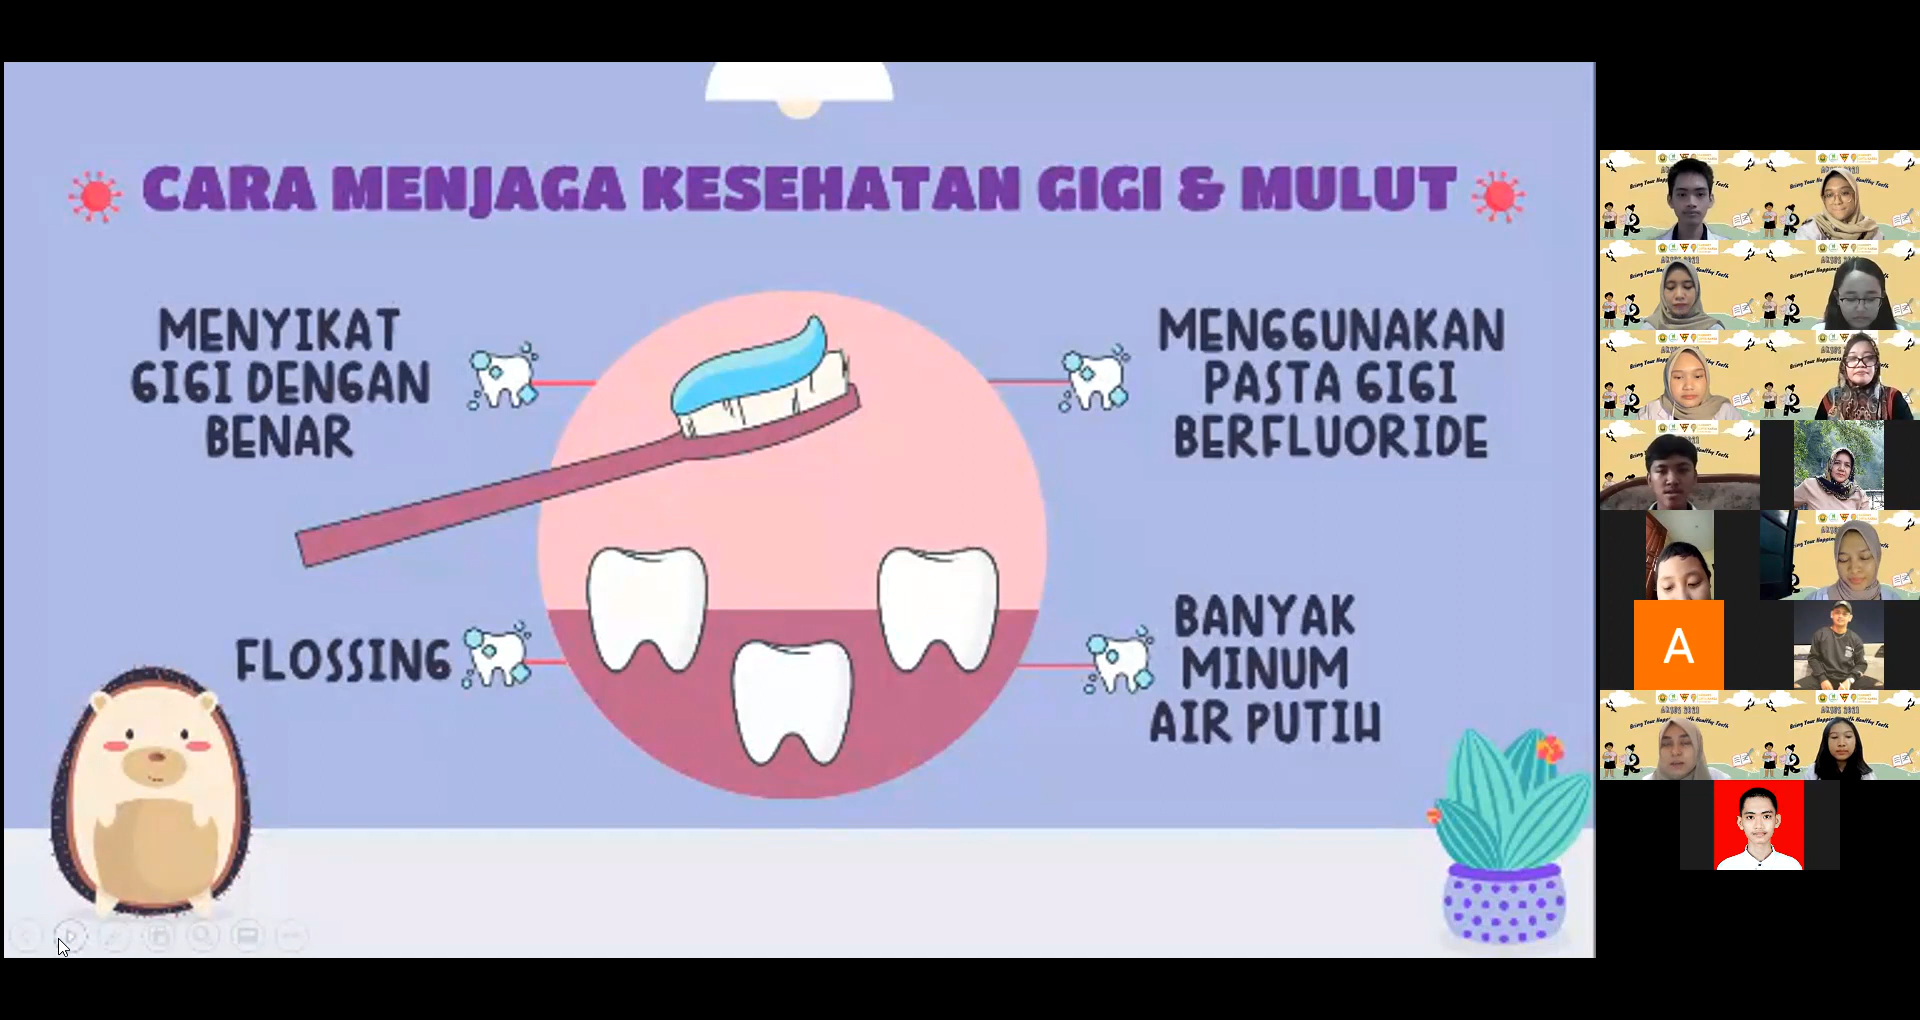 CARA MENJAGA KESEHATAN GIGI & MULUT
MENYIKAT
GIGI DENGAN
BENAR
MENGGUNAKAN
PASTA GIGI
BERFLUORIDE
FLOSSING
BANYAK
MINUM
AIR PUTIH
A